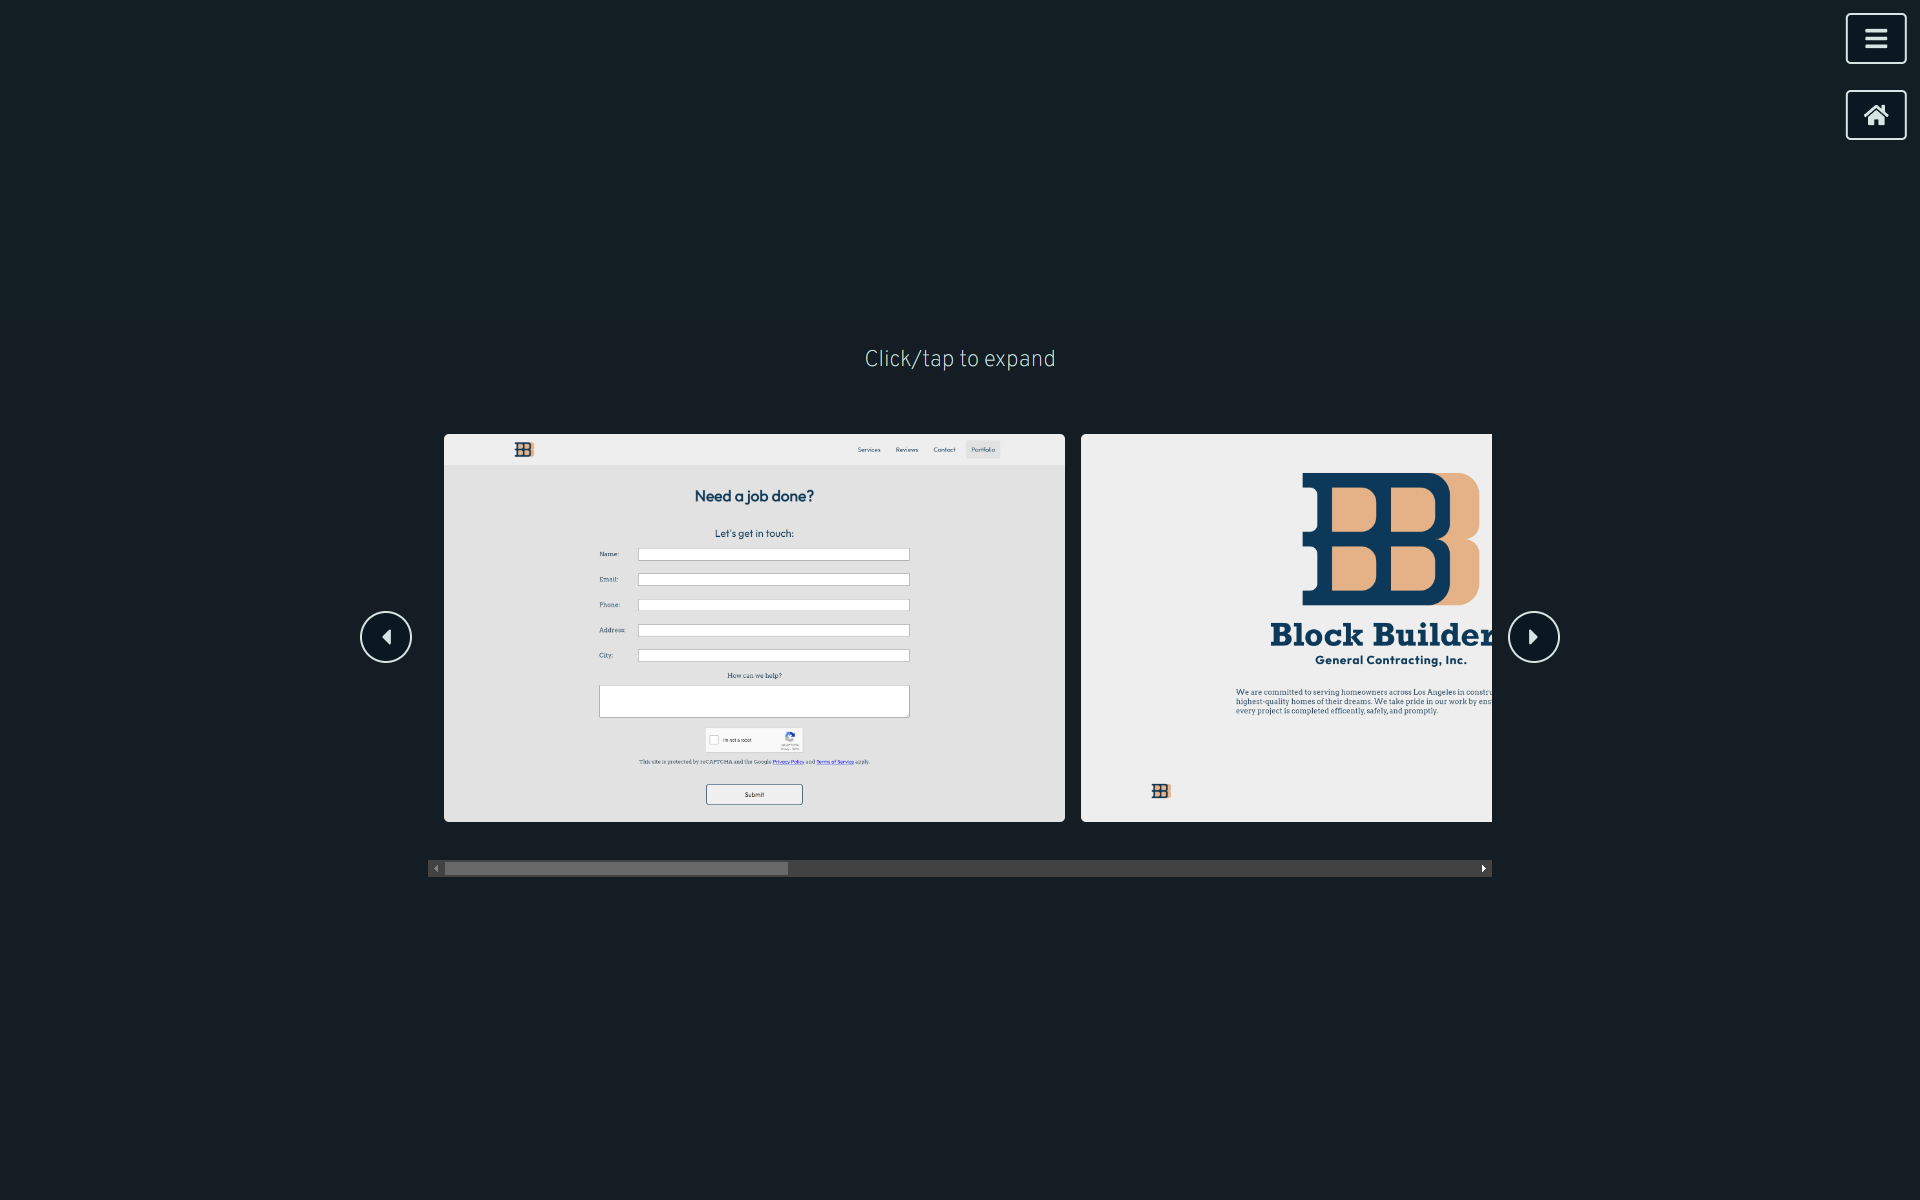 Click/tap to expand
Services Reviews Contact Portfolio
Need a job done?
Let's get in touch:
Name:
Email:
Phone:
Address:
City:
How can we help?
I'm not a robot
This site is protected by reCAPTCHA and the Google Privacy Policy and Terms of Service apply.
Submit
Block Builder
General Contracting, Inc.
We are committed to serving homeowners across Los Angeles in constru
highest-quality homes of their dreams. We take pride in our work by ens
every project is completed efficently, safely, and promptly.